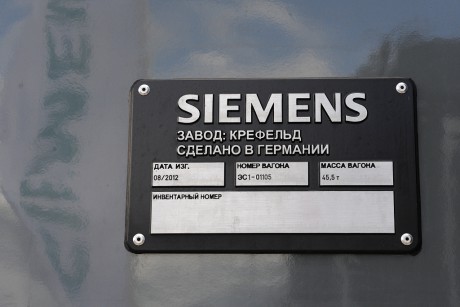 SIEMENS
ЗАВОД: КРЕФЕЛЬД
СДЕЛАНО В ГЕРМАНИИ
ДАТА ИЗГ. НОМЕР ВАГОНА МАССА ВАГОНА
08/2012 ЭС1-01105 45,5 т
ИНВЕНТАРНЫЙ НОМЕР